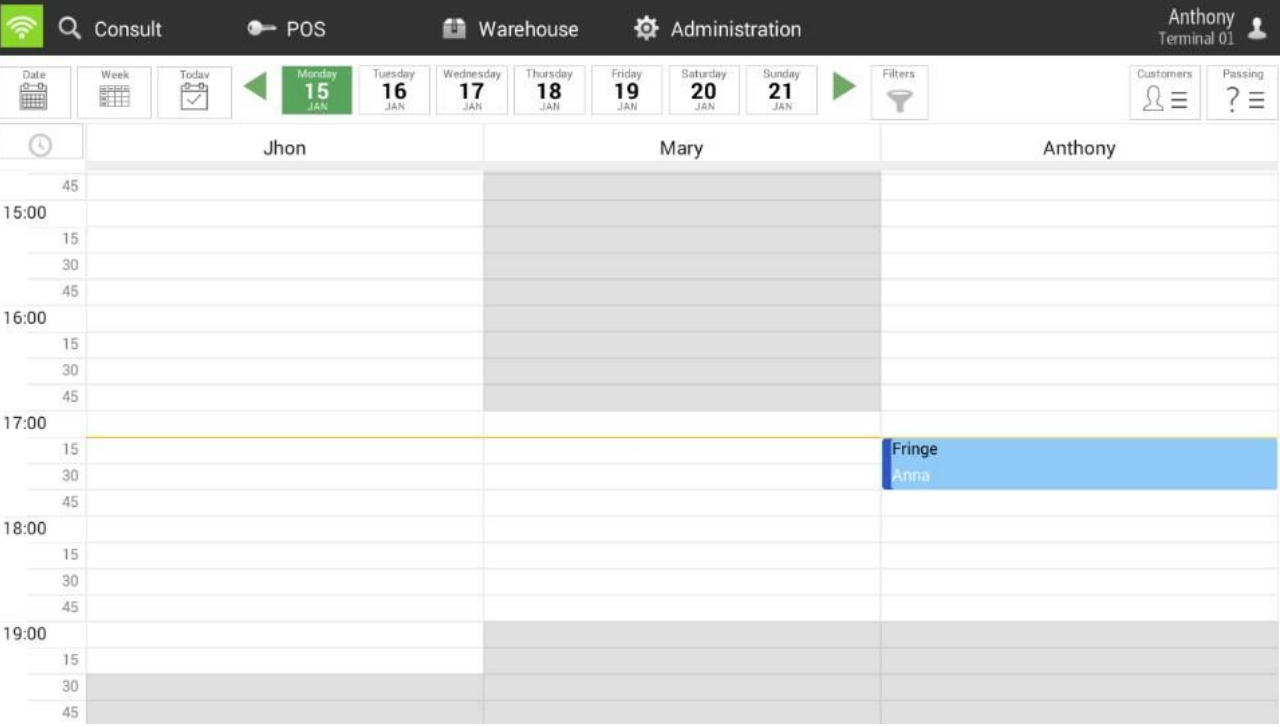 Consult POS Warehouse Administration Anthony
Terminal 01
Date Week Today Monday Tuesday Wednesday Thursday Friday Saturday Sunday Filters Customers Passing
15 16 17 18 19 20 21
JAN JAN JAN JAN JAN JAN JAN
Jhon Mary Anthony
45
15:00
15
30
45
16:00
15
30
45
17:00
15 Fringe
30 Anna
45
18:00
15
30
45
19:00
15
30
45